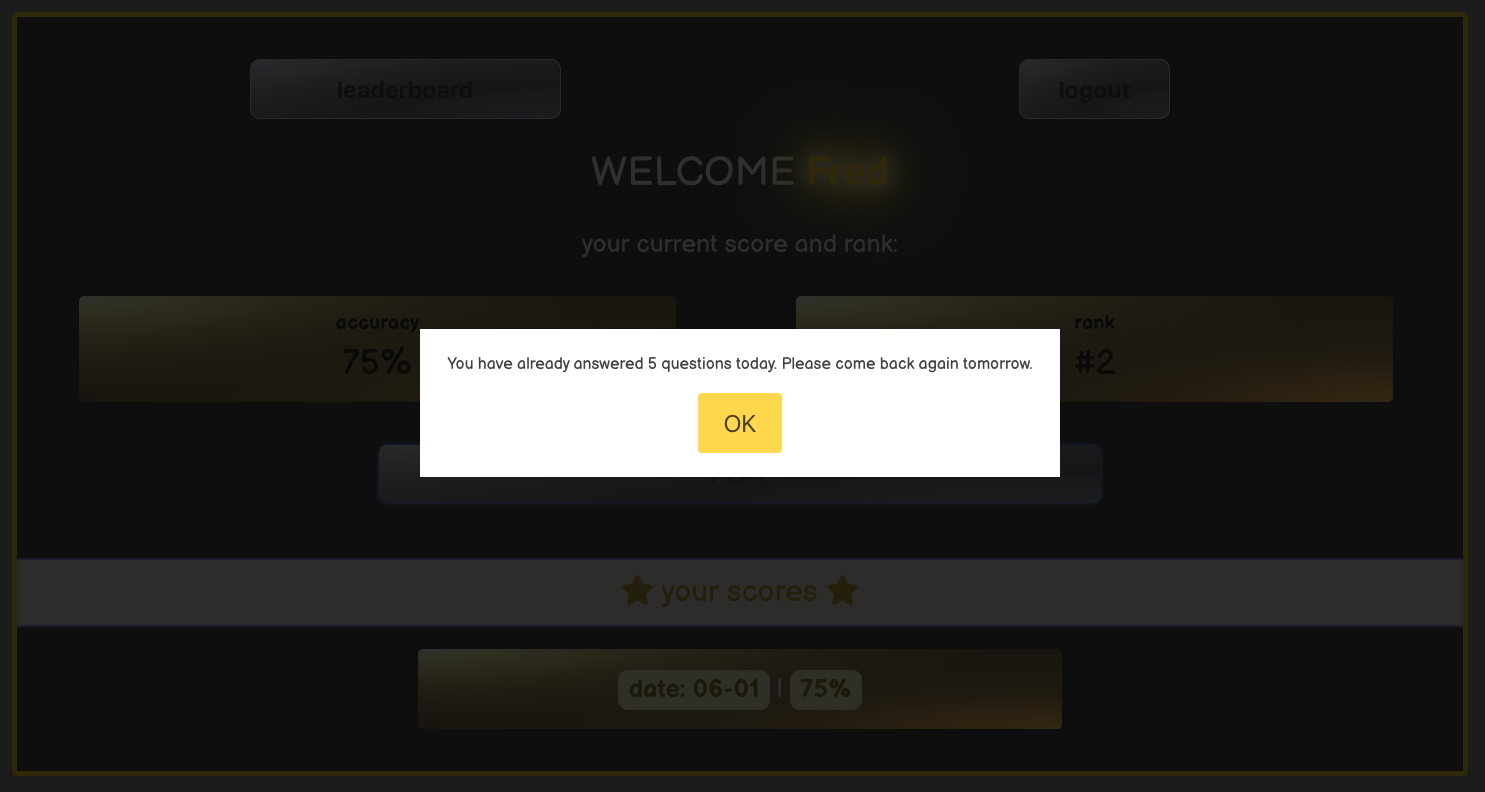 leaderboard
logout
WELCOME Fred
your current score and rank:
accuracy
75%
rank
#2
You have already answered 5 questions today. Please come back again tomorrow.
OK
your scores
date: 06-01 | 75%